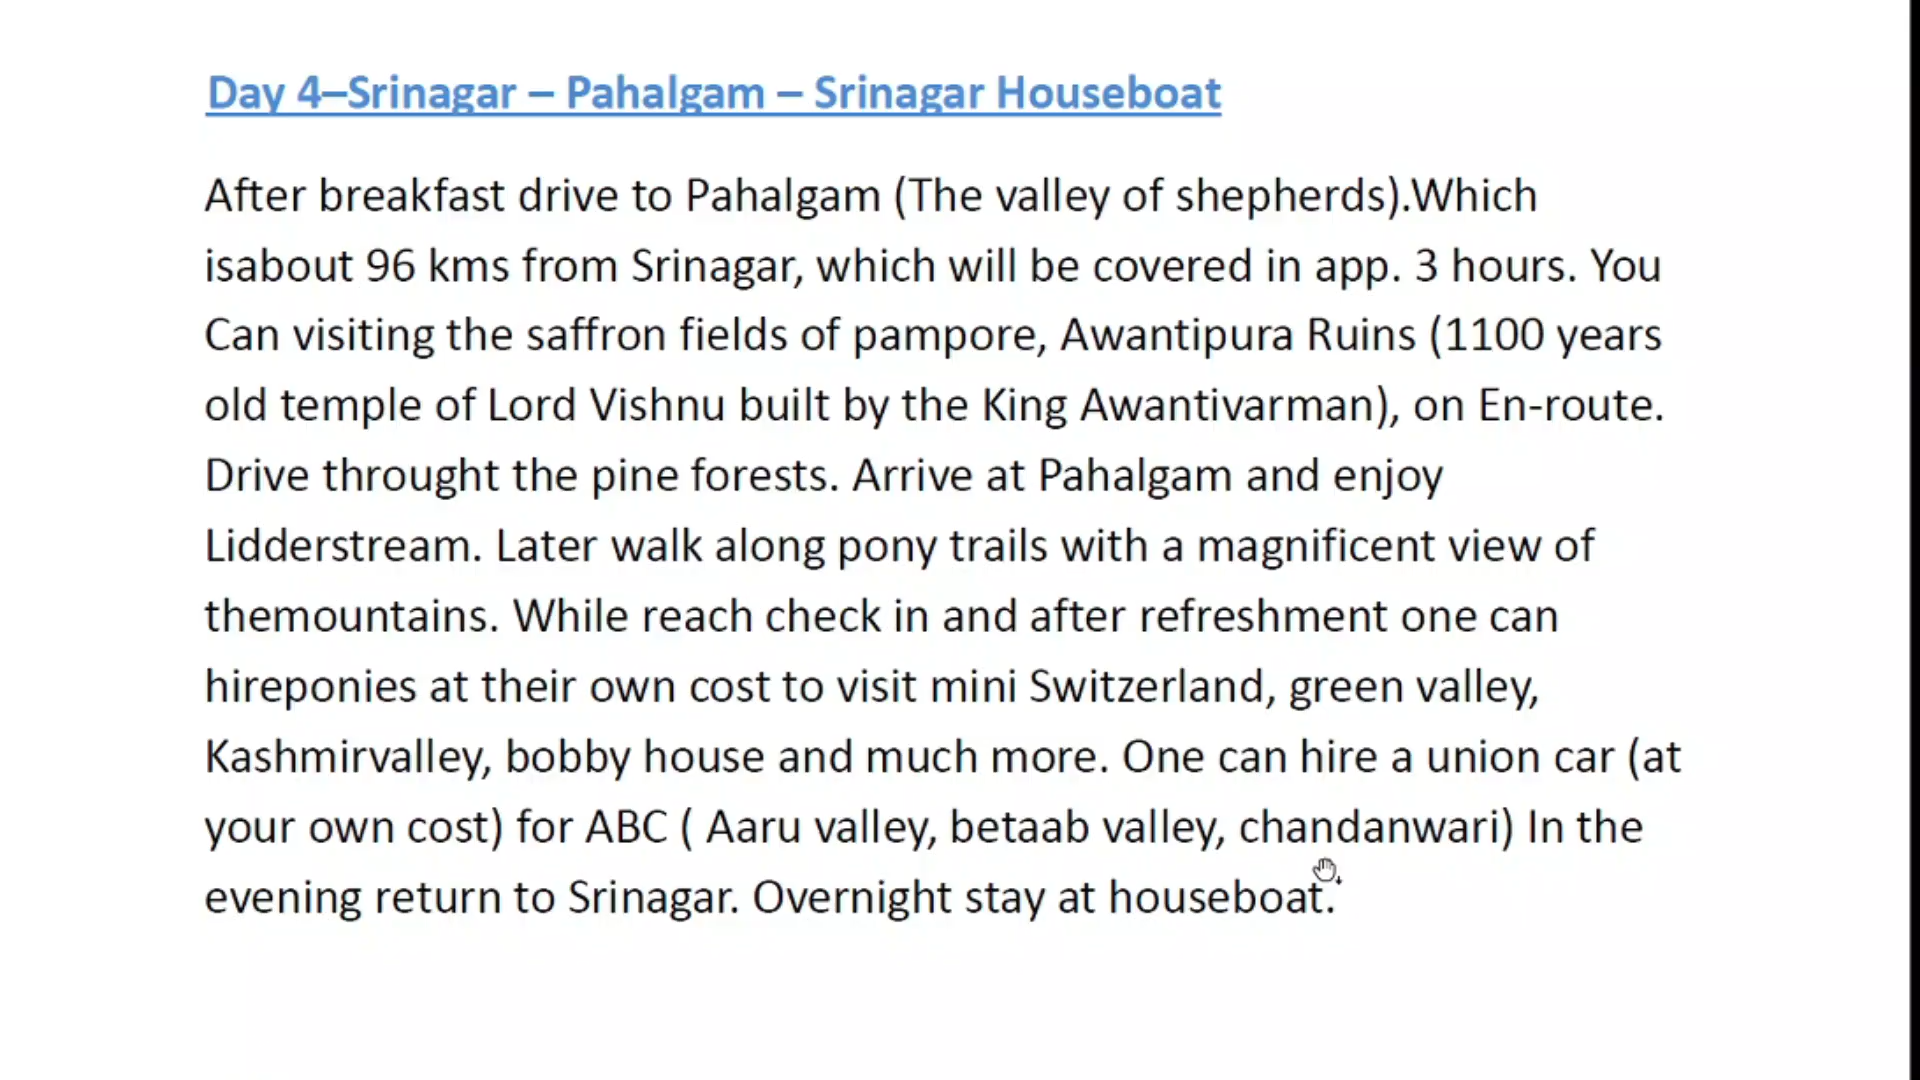 Day 4–Srinagar – Pahalgam – Srinagar Houseboat
After breakfast drive to Pahalgam (The valley of shepherds).Which
isabout 96 kms from Srinagar, which will be covered in app. 3 hours. You
Can visiting the saffron fields of pampore, Awantipura Ruins (1100 years
old temple of Lord Vishnu built by the King Awantivarman), on En-route.
Drive throught the pine forests. Arrive at Pahalgam and enjoy
Lidderstream. Later walk along pony trails with a magnificent view of
themountains. While reach check in and after refreshment one can
hireponies at their own cost to visit mini Switzerland, green valley,
Kashmirvalley, bobby house and much more. One can hire a union car (at
your own cost) for ABC ( Aaru valley, betaab valley, chandanwari) In the
evening return to Srinagar. Overnight stay at houseboat.